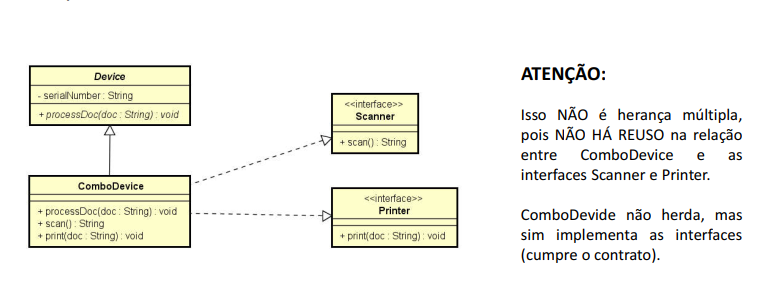 Device
- serialNumber : String
+ processDoc(doc : String) : void
<<interface>>
Scanner
+ scan() : String
ComboDevice
+ processDoc(doc : String) : void
+ scan() : String
+ print(doc : String) : void
<<interface>>
Printer
+ print(doc : String) : void
ATENÇÃO:
Isso NÃO é herança múltipla,
pois NÃO HÁ REUSO na relação
entre ComboDevice e as
interfaces Scanner e Printer.
ComboDevide não herda, mas
sim implementa as interfaces
(cumpre o contrato).